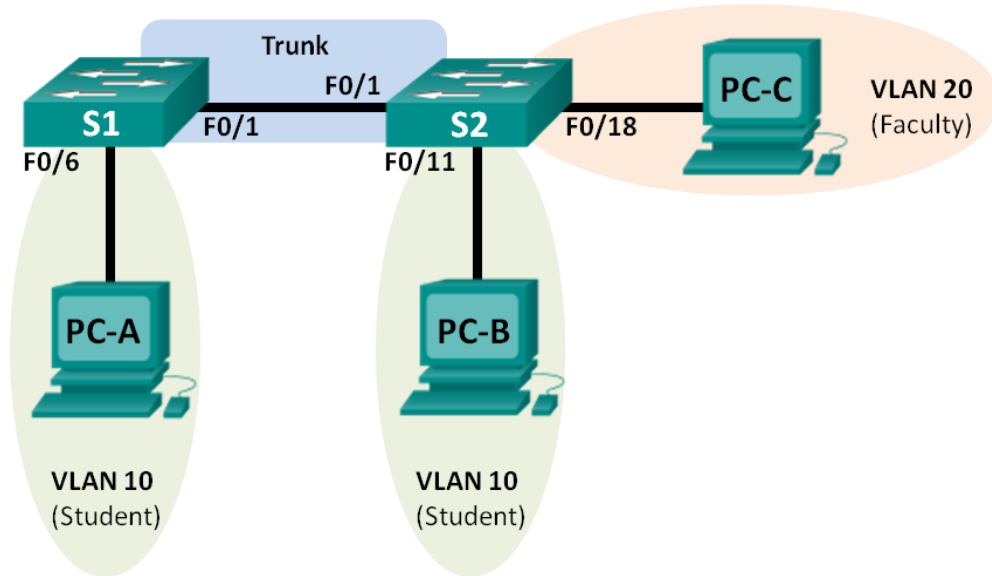 Trunk
F0/1
S1
F0/1
S2
F0/18
PC-C
VLAN 20
(Faculty)
F0/6
F0/11
PC-A
PC-B
VLAN 10
(Student)
VLAN 10
(Student)